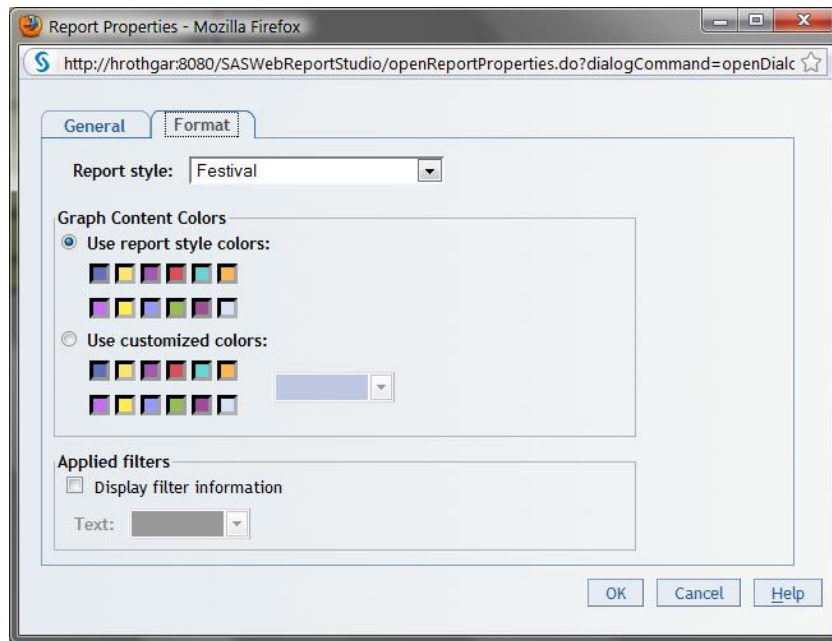 Report Properties - Mozilla Firefox
http://hrothgar:8080/SASWebReportStudio/openReportProperties.do?dialogCommand=openDialc
General Format
Report style: Festival
Graph Content Colors
Use report style colors:
Use customized colors:
Applied filters
Display filter information
Text:
OK Cancel Help